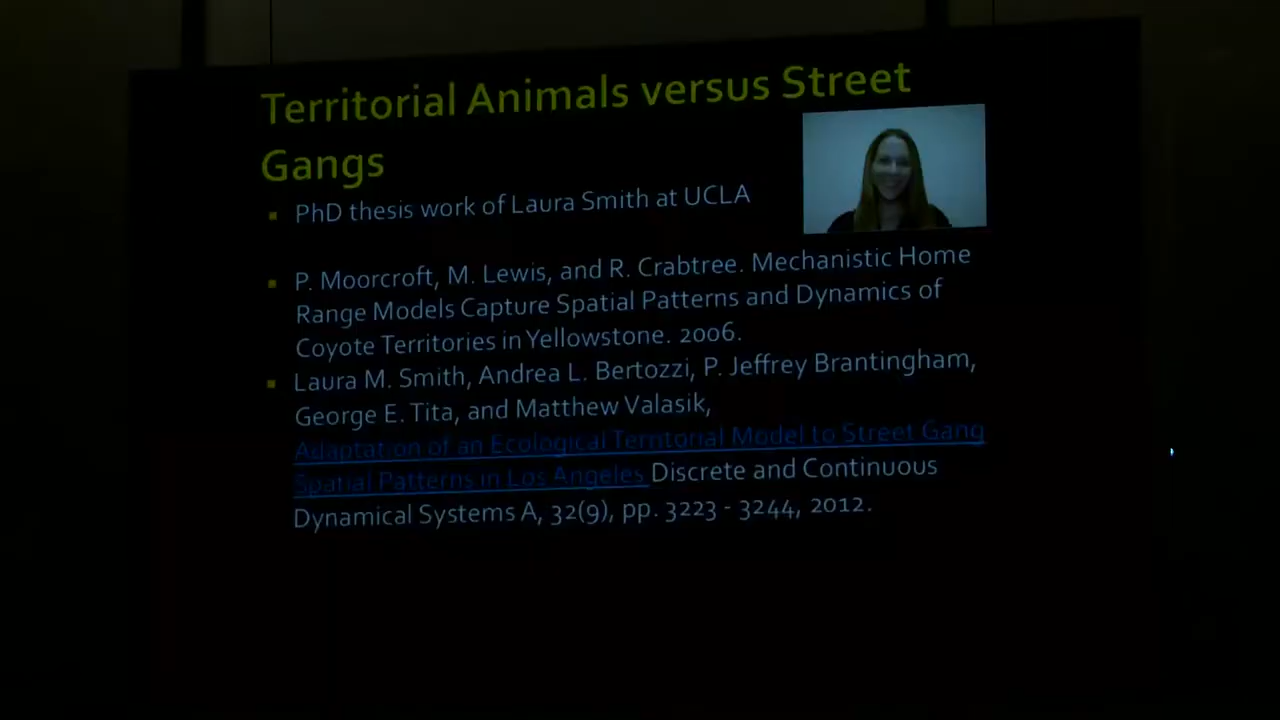 Territorial Animals versus Street
Gangs
PhD thesis work of Laura Smith at UCLA
P. Moorcroft, M. Lewis, and R. Crabtree. Mechanistic Home
Range Models Capture Spatial Patterns and Dynamics of
Coyote Territories in Yellowstone. 2006.
Laura M. Smith, Andrea L. Bertozzi, P. Jeffrey Brantingham,
George E. Tita, and Matthew Valasik,
Adaptation of an Ecological Territorial Model to Street Gang
Spatial Patterns in Los Angeles Discrete and Continuous
Dynamical Systems A, 32(9), pp. 3223 - 3244, 2012.